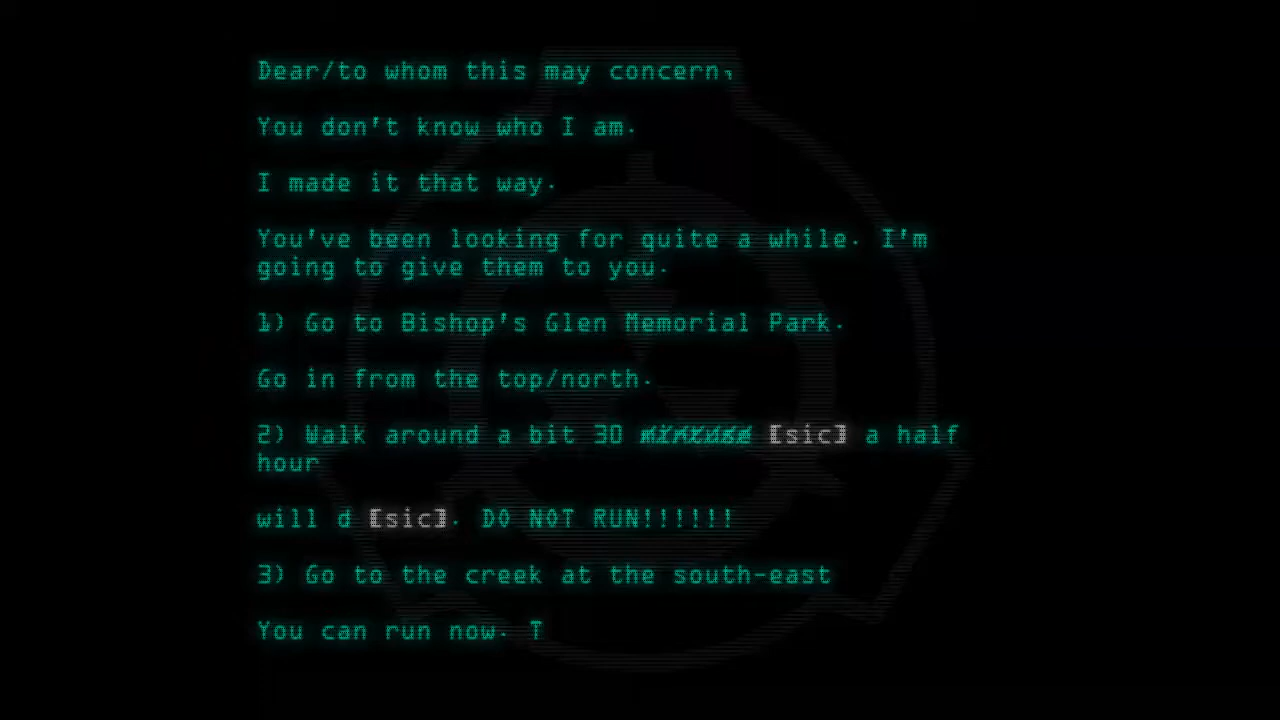 Dear/to whom this may concern,
You don't know who I am.
I made it that way.
You've been looking for quite a while. I'm
going to give them to you.
1) Go to Bishop's Glen Memorial Park.
Go in from the top/north.
2) Walk around a bit 30 minutes [sic] a half
hour
will d [sic]. DO NOT RUN!!!!!!
3) Go to the creek at the south-east
You can run now. T